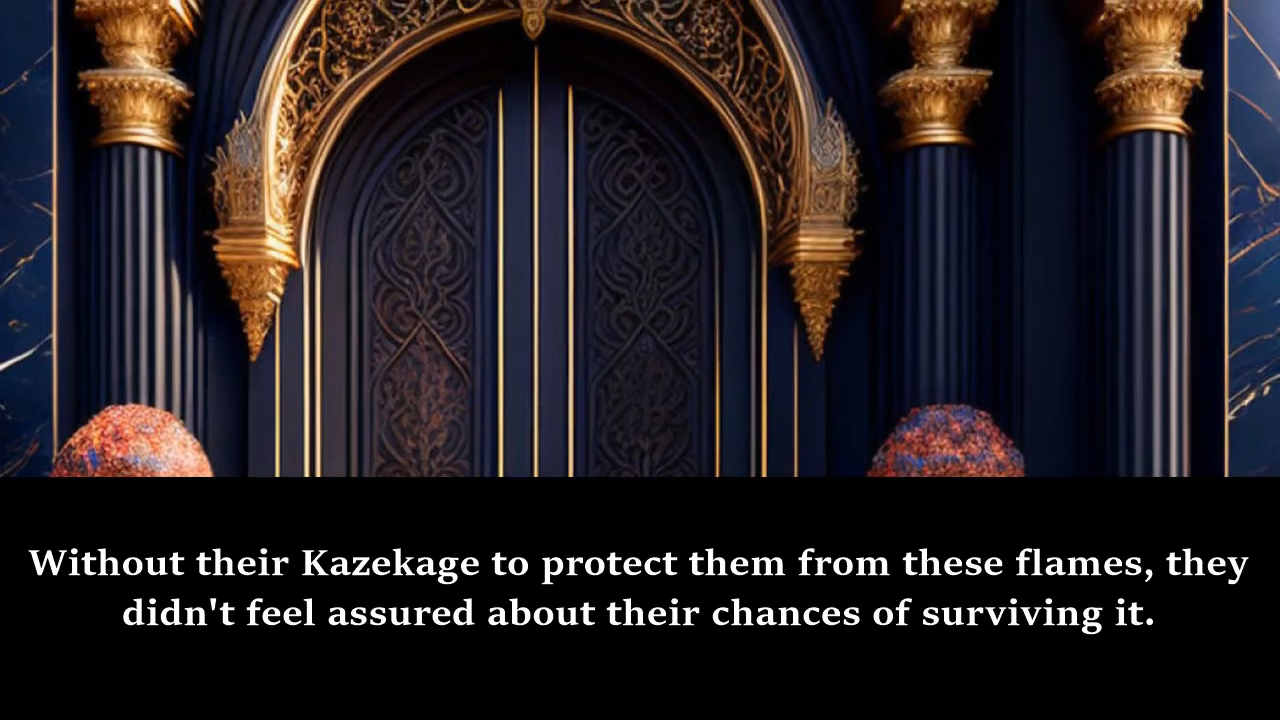 Without their Kazekage to protect them from these flames, they
didn't feel assured about their chances of surviving it.